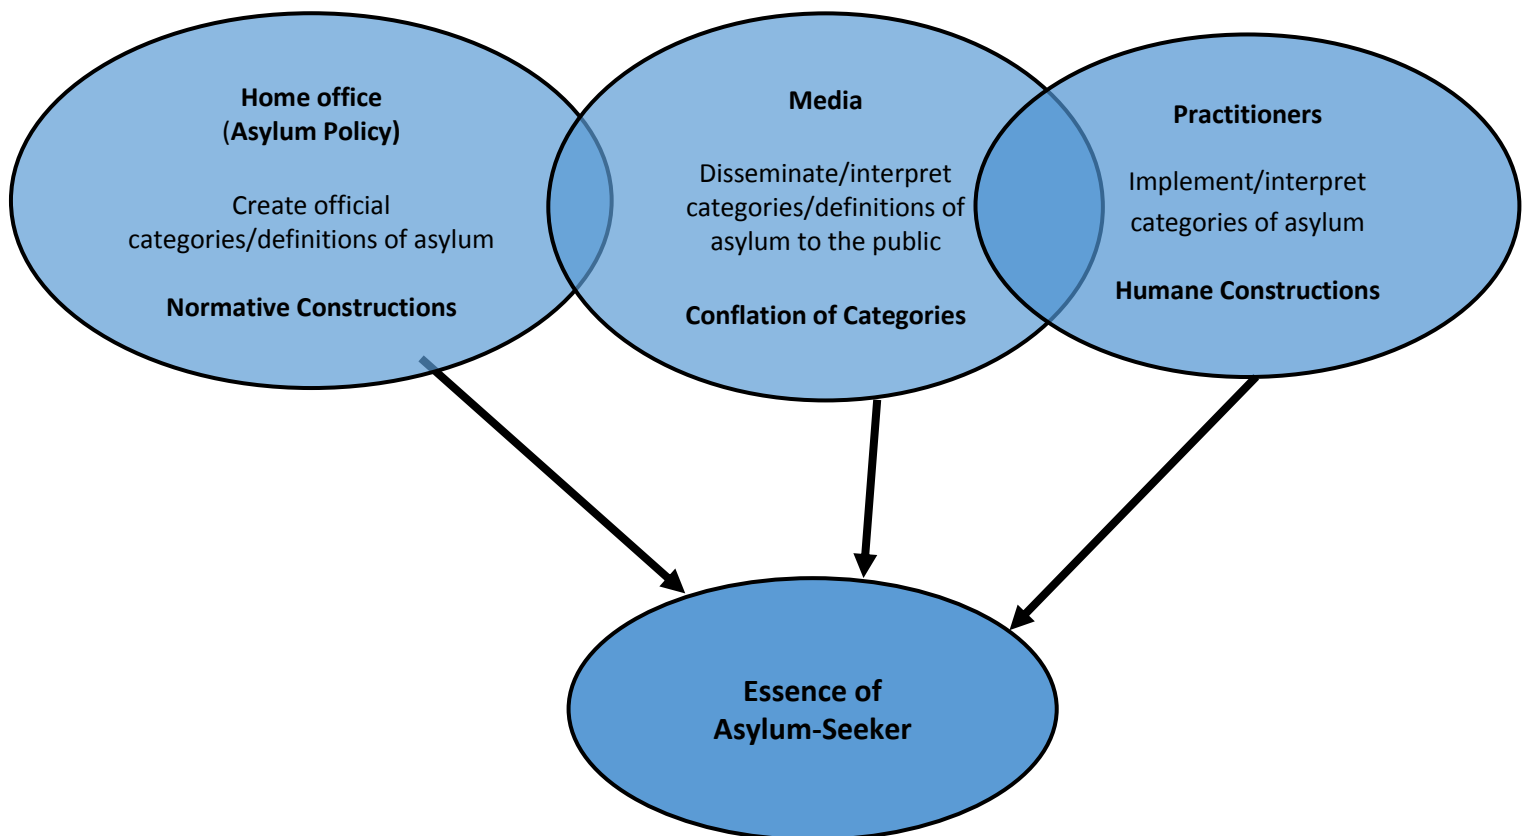 Home office
(Asylum Policy)
Create official
categories/definitions of asylum
Normative Constructions
Media
Disseminate/interpret
categories/definitions of
asylum to the public
Conflation of Categories
Practitioners
Implement/interpret
categories of asylum
Humane Constructions
Essence of
Asylum-Seeker